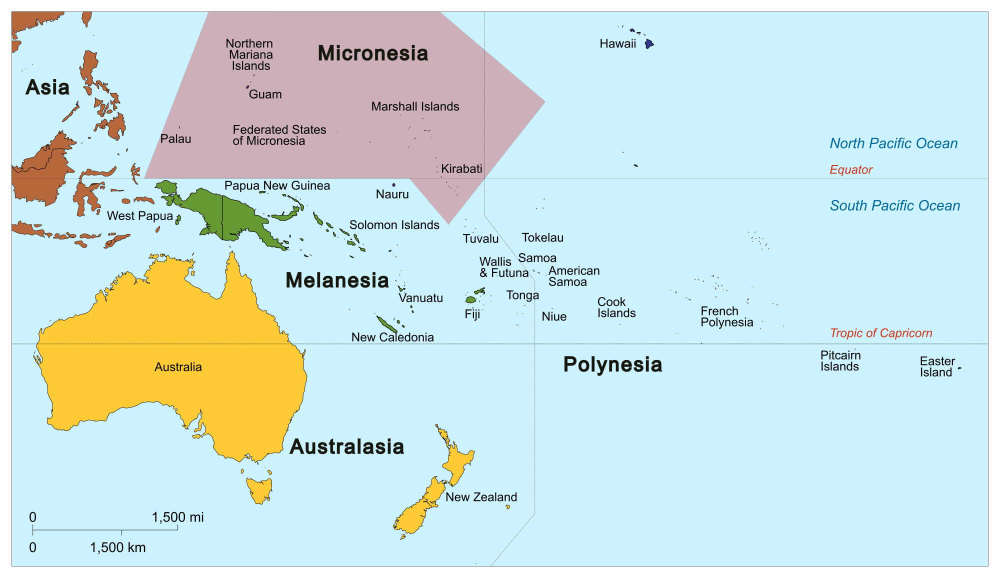 Northern
Mariana
Islands
Micronesia
Hawaii
Asia
Guam
Marshall Islands
Federated States
of Micronesia
Palau
North Pacific Ocean
Kirabati
Equator
Papua New Guinea
Nauru
South Pacific Ocean
West Papua
Solomon Islands
Tuvalu
Tokelau
Samoa
Wallis
& Futuna
American
Samoa
Melanesia
Vanuatu
Tonga
Cook
Islands
Fiji
Niue
French
Polynesia
New Caledonia
Tropic of Capricorn
Polynesia
Pitcairn
Islands
Easter
Island
Australia
Australasia
New Zealand
0 1,500 mi
0 1,500 km